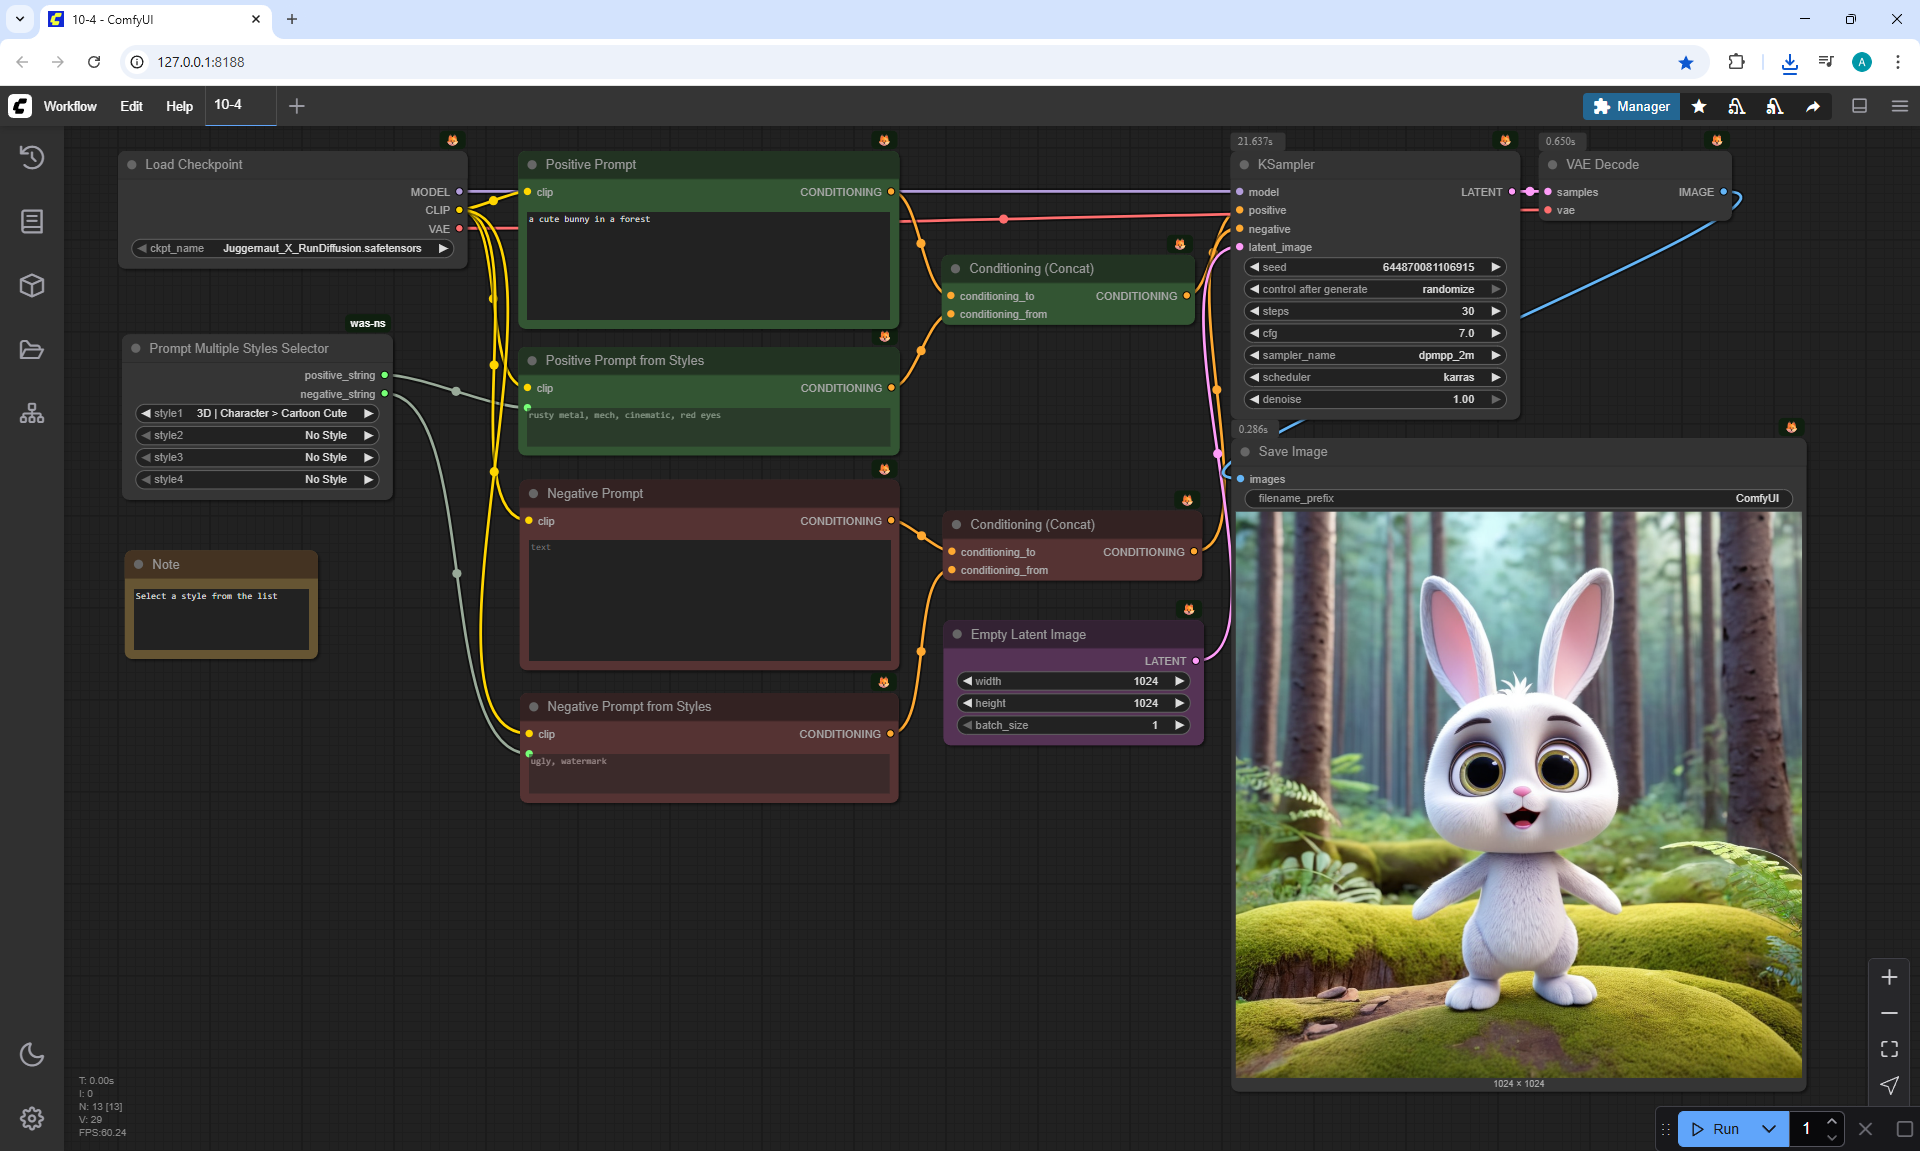 10-4 - ComfyUI
127.0.0.1:8188
A
Workflow Edit Help 10-4
Manager
Load Checkpoint
MODEL
CLIP
VAE
ckpt_name Juggernaut_X_RunDiffusion.safetensors
was-ns
Prompt Multiple Styles Selector
positive_string
negative_string
style1 3D | Character > Cartoon Cute
style2 No Style
style3 No Style
style4 No Style
Note
Select a style from the list
Positive Prompt
clip CONDITIONING
a cute bunny in a forest
Positive Prompt from Styles
clip CONDITIONING
rusty metal, mech, cinematic, red eyes
Negative Prompt
clip CONDITIONING
text
Negative Prompt from Styles
clip CONDITIONING
ugly, watermark
Conditioning (Concat)
conditioning_to CONDITIONING
conditioning_from
Conditioning (Concat)
conditioning_to CONDITIONING
conditioning_from
Empty Latent Image
LATENT
width 1024
height 1024
batch_size 1
21.637s
KSampler
model LATENT
positive
negative
latent_image
seed 644870081106915
control after generate randomize
steps 30
cfg 7.0
sampler_name dpmpp_2m
scheduler karras
denoise 1.00
0.650s
VAE Decode
samples IMAGE
vae
0.286s
Save Image
images
filename_prefix ComfyUI
1024 × 1024
T: 0.00s
I: 0
N: 13 [13]
V: 29
FPS:60.24
Run 1